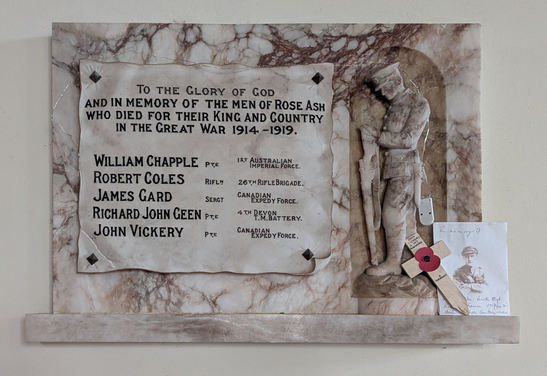 To the Glory of God
and in memory of the men of Rose Ash
who died for their King and Country
in the Great War 1914-1919.
William Chapple Pte 1st Australian Imperial Force.
Robert Coles Rifln 26th Rifle Brigade.
James Gard Sergt Canadian Expedy Force.
Richard John Geen Pte 4th Devon T.M. Battery.
John Vickery Pte Canadian Expedy Force.
In memory of